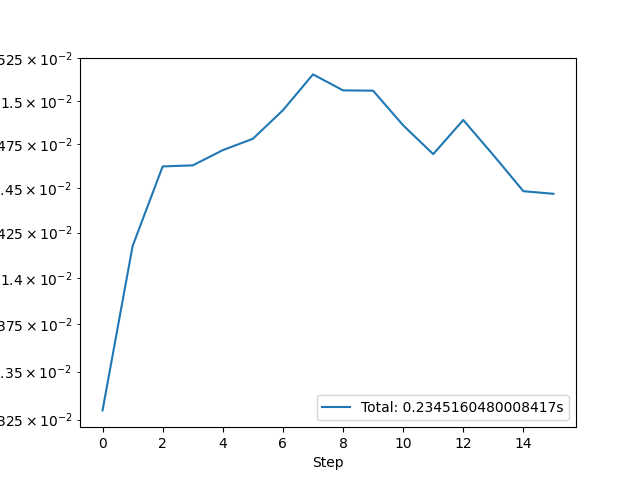 525 × 10⁻²
1.5 × 10⁻²
475 × 10⁻²
.45 × 10⁻²
425 × 10⁻²
1.4 × 10⁻²
375 × 10⁻²
.35 × 10⁻²
325 × 10⁻²
0 2 4 6 8 10 12 14
Step
Total: 0.2345160480008417s